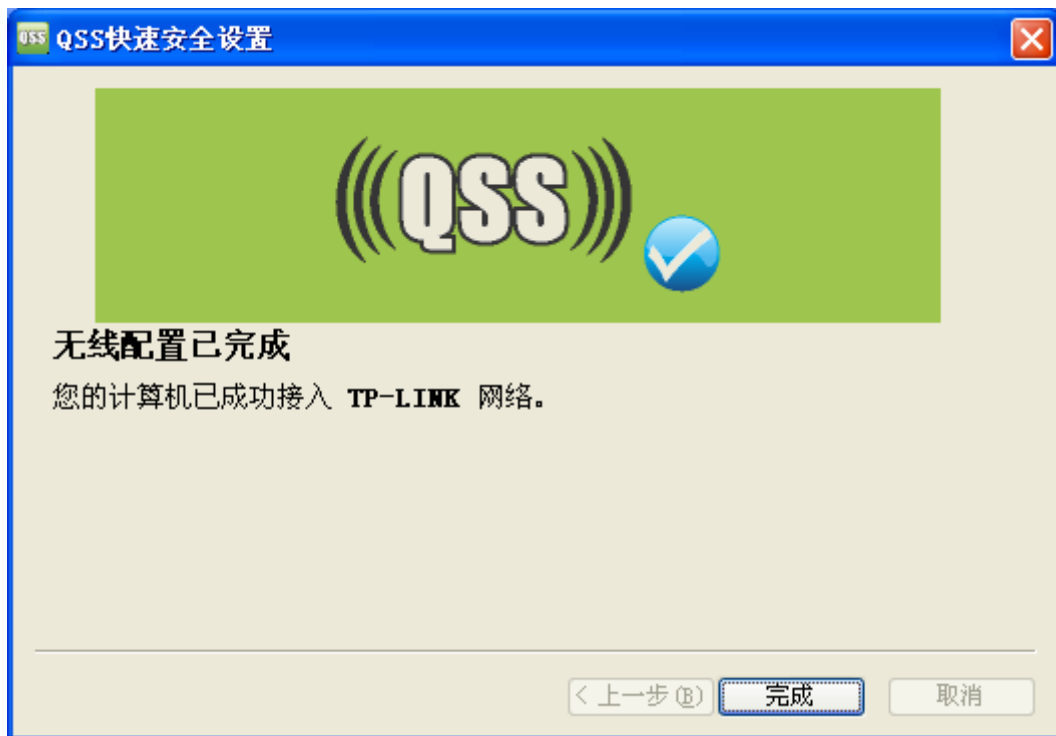 QSS QSS快速安全设置
(((QSS)))
无线配置已完成
您的计算机已成功接入 TP-LINK 网络。
< 上一步(B) 完成 取消